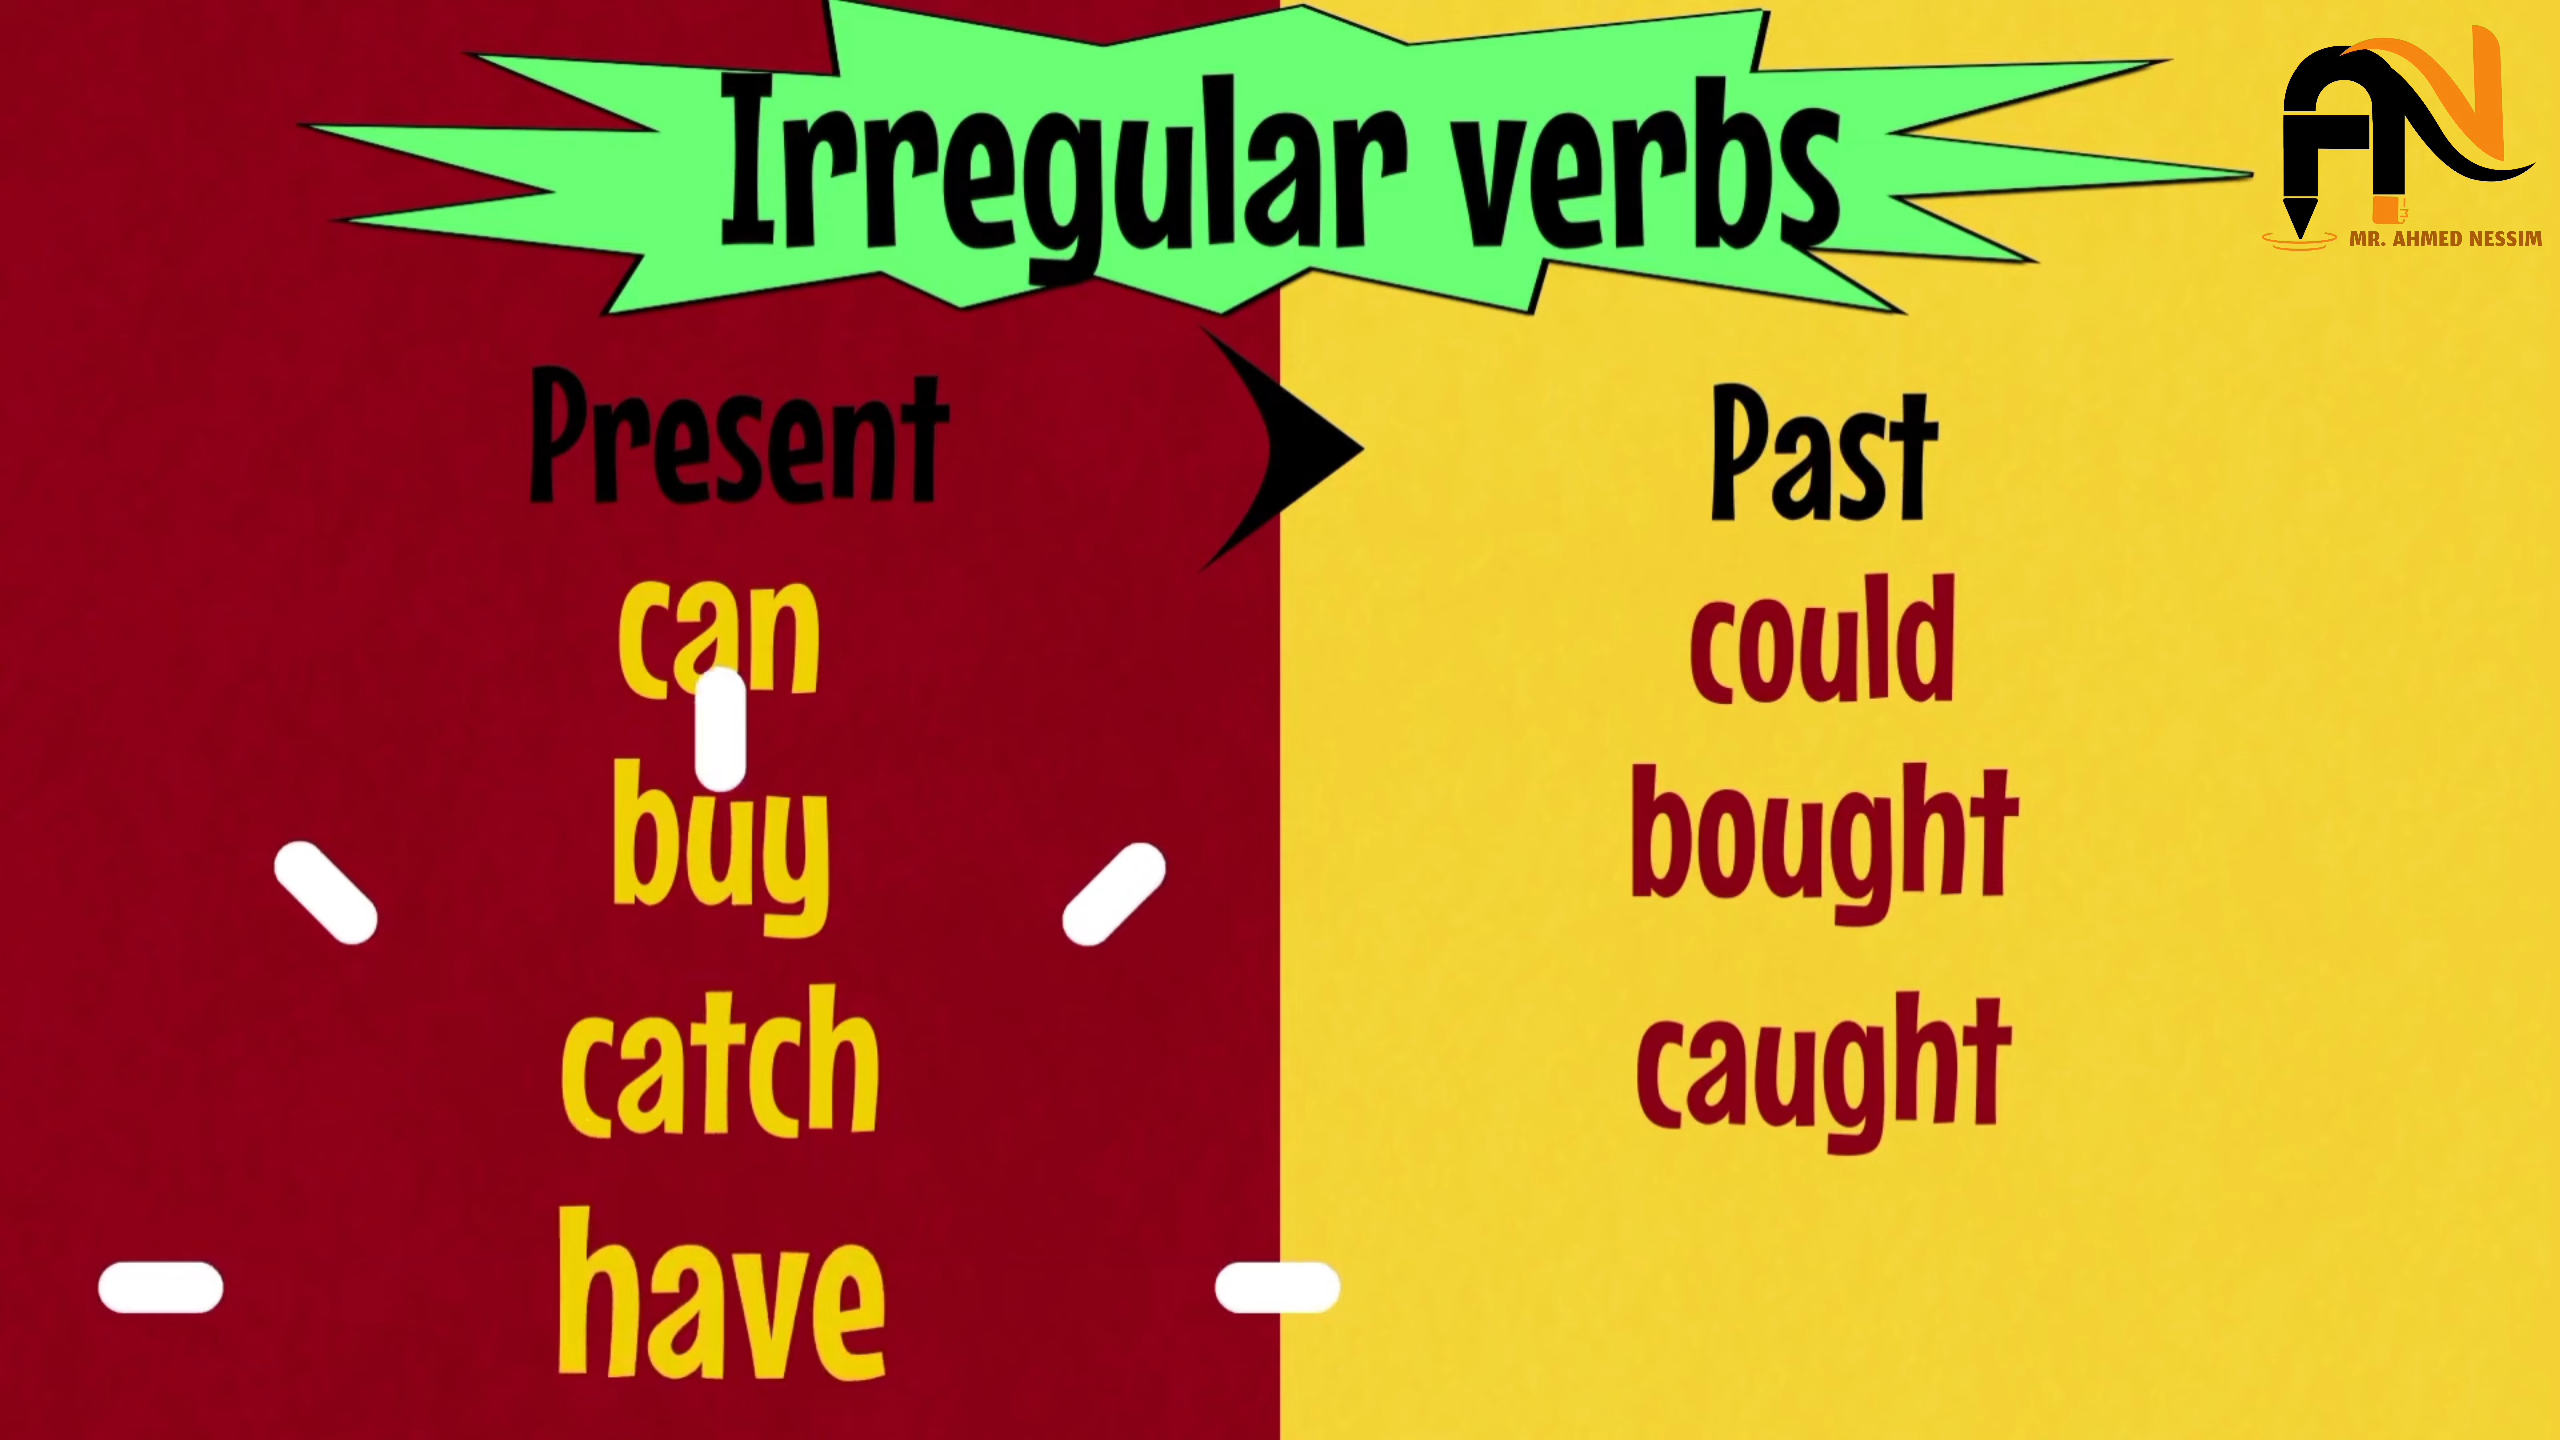 Irregular verbs
MR. AHMED NESSIM
Present
Past
can
could
buy
bought
catch
caught
have